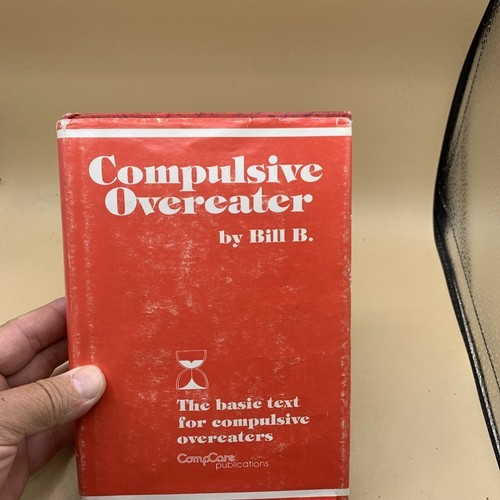 Compulsive
Overeater
by Bill B.
The basic text
for compulsive
overeaters
CompCare
publications